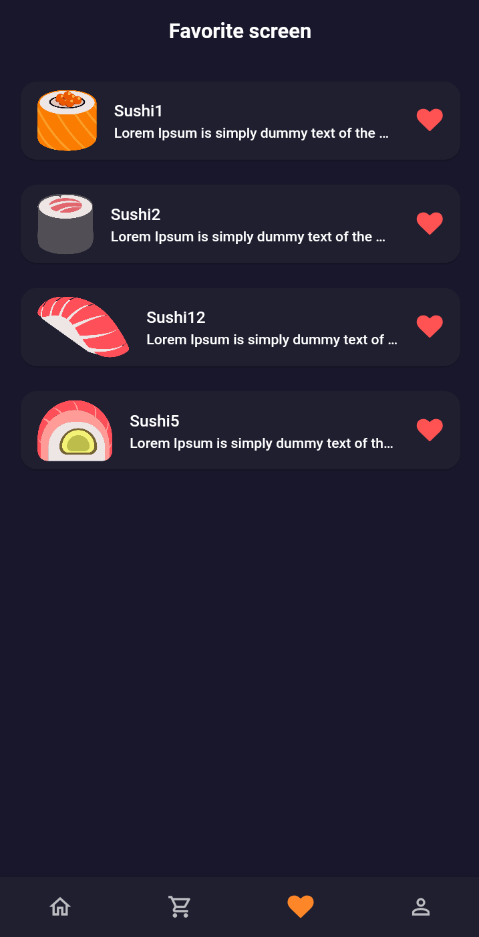 Favorite screen
Sushi1
Lorem Ipsum is simply dummy text of the ...
Sushi2
Lorem Ipsum is simply dummy text of the ...
Sushi12
Lorem Ipsum is simply dummy text of ...
Sushi5
Lorem Ipsum is simply dummy text of th...